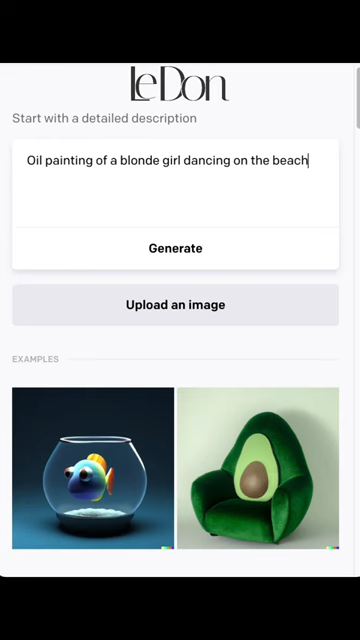 LeDon
Start with a detailed description
Oil painting of a blonde girl dancing on the beach
Generate
Upload an image
EXAMPLES